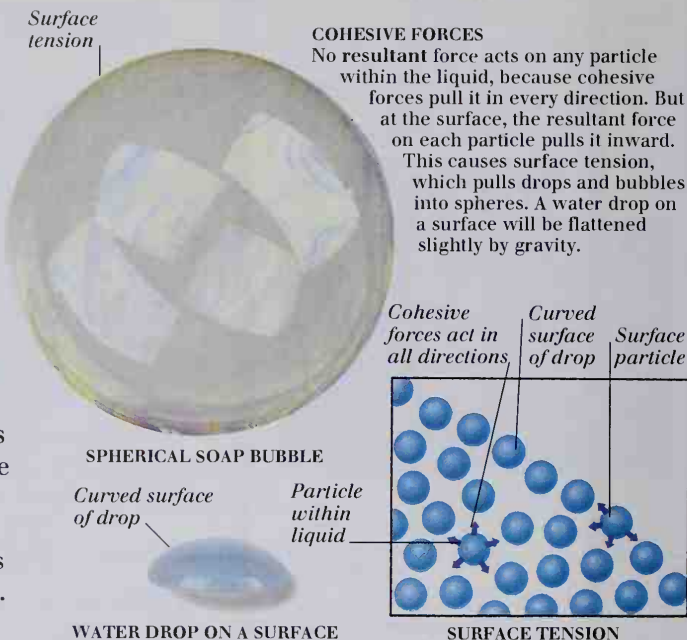 Surface
tension
COHESIVE FORCES
No resultant force acts on any particle
within the liquid, because cohesive
forces pull it in every direction. But
at the surface, the resultant force
on each particle pulls it inward.
This causes surface tension,
which pulls drops and bubbles
into spheres. A water drop on
a surface will be flattened
slightly by gravity.
SPHERICAL SOAP BUBBLE
Curved surface
of drop
WATER DROP ON A SURFACE
Cohesive
forces act in
all directions
Curved
surface
of drop
Surface
particle
Particle
within
liquid
SURFACE TENSION